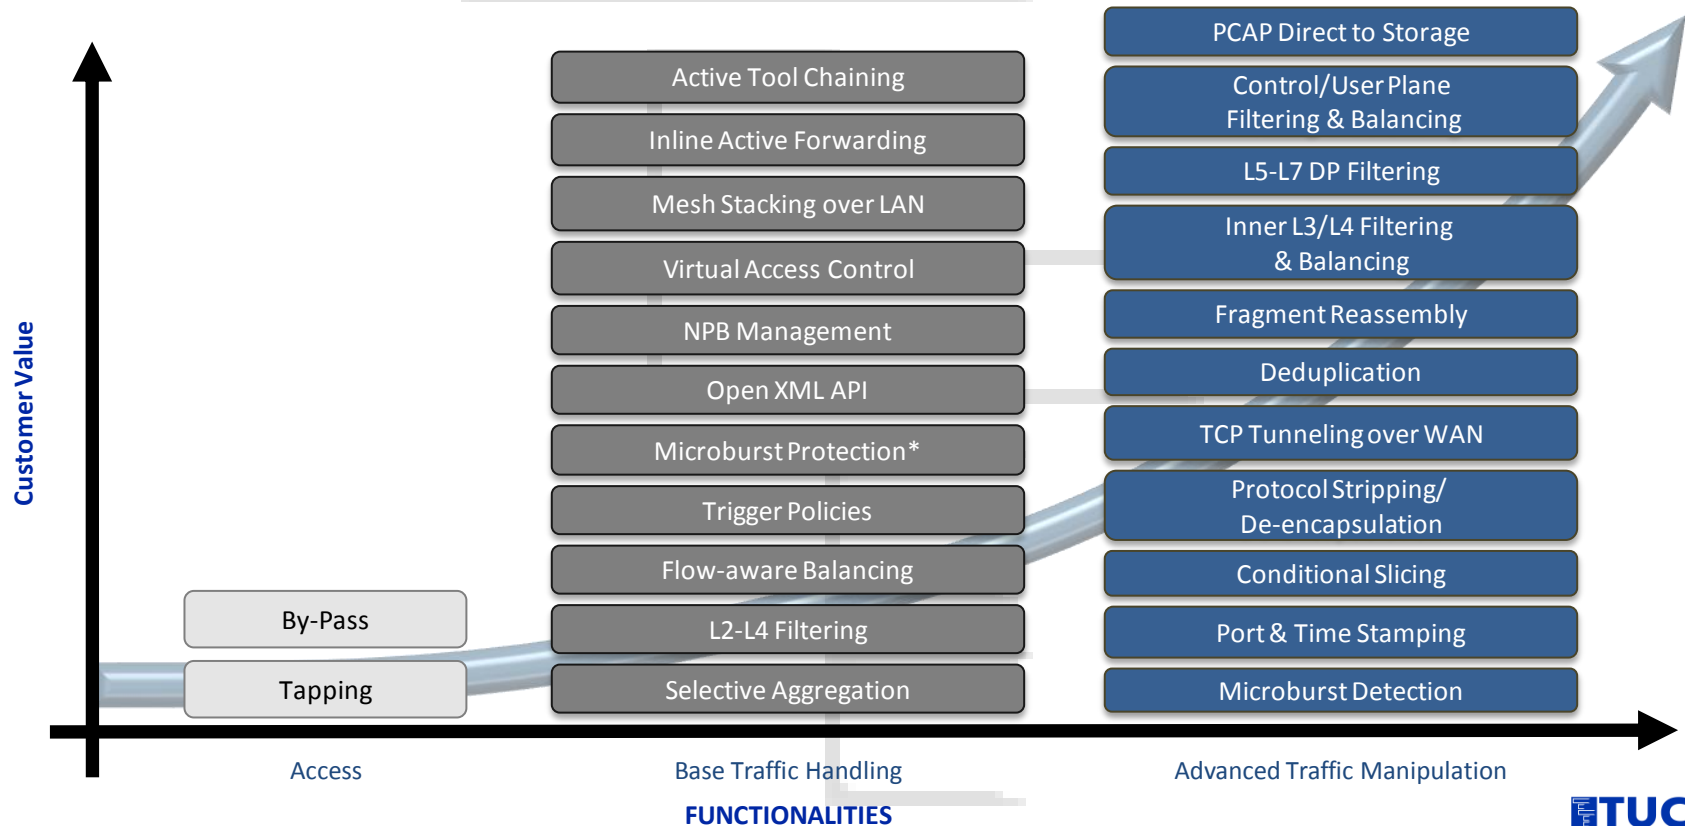 Customer Value
By-Pass
Tapping
Active Tool Chaining
Inline Active Forwarding
Mesh Stacking over LAN
Virtual Access Control
NPB Management
Open XML API
Microburst Protection*
Trigger Policies
Flow-aware Balancing
L2-L4 Filtering
Selective Aggregation
PCAP Direct to Storage
Control/User Plane
Filtering & Balancing
L5-L7 DP Filtering
Inner L3/L4 Filtering
& Balancing
Fragment Reassembly
Deduplication
TCP Tunneling over WAN
Protocol Stripping/
De-encapsulation
Conditional Slicing
Port & Time Stamping
Microburst Detection
Access
Base Traffic Handling
Advanced Traffic Manipulation
FUNCTIONALITIES
TUC